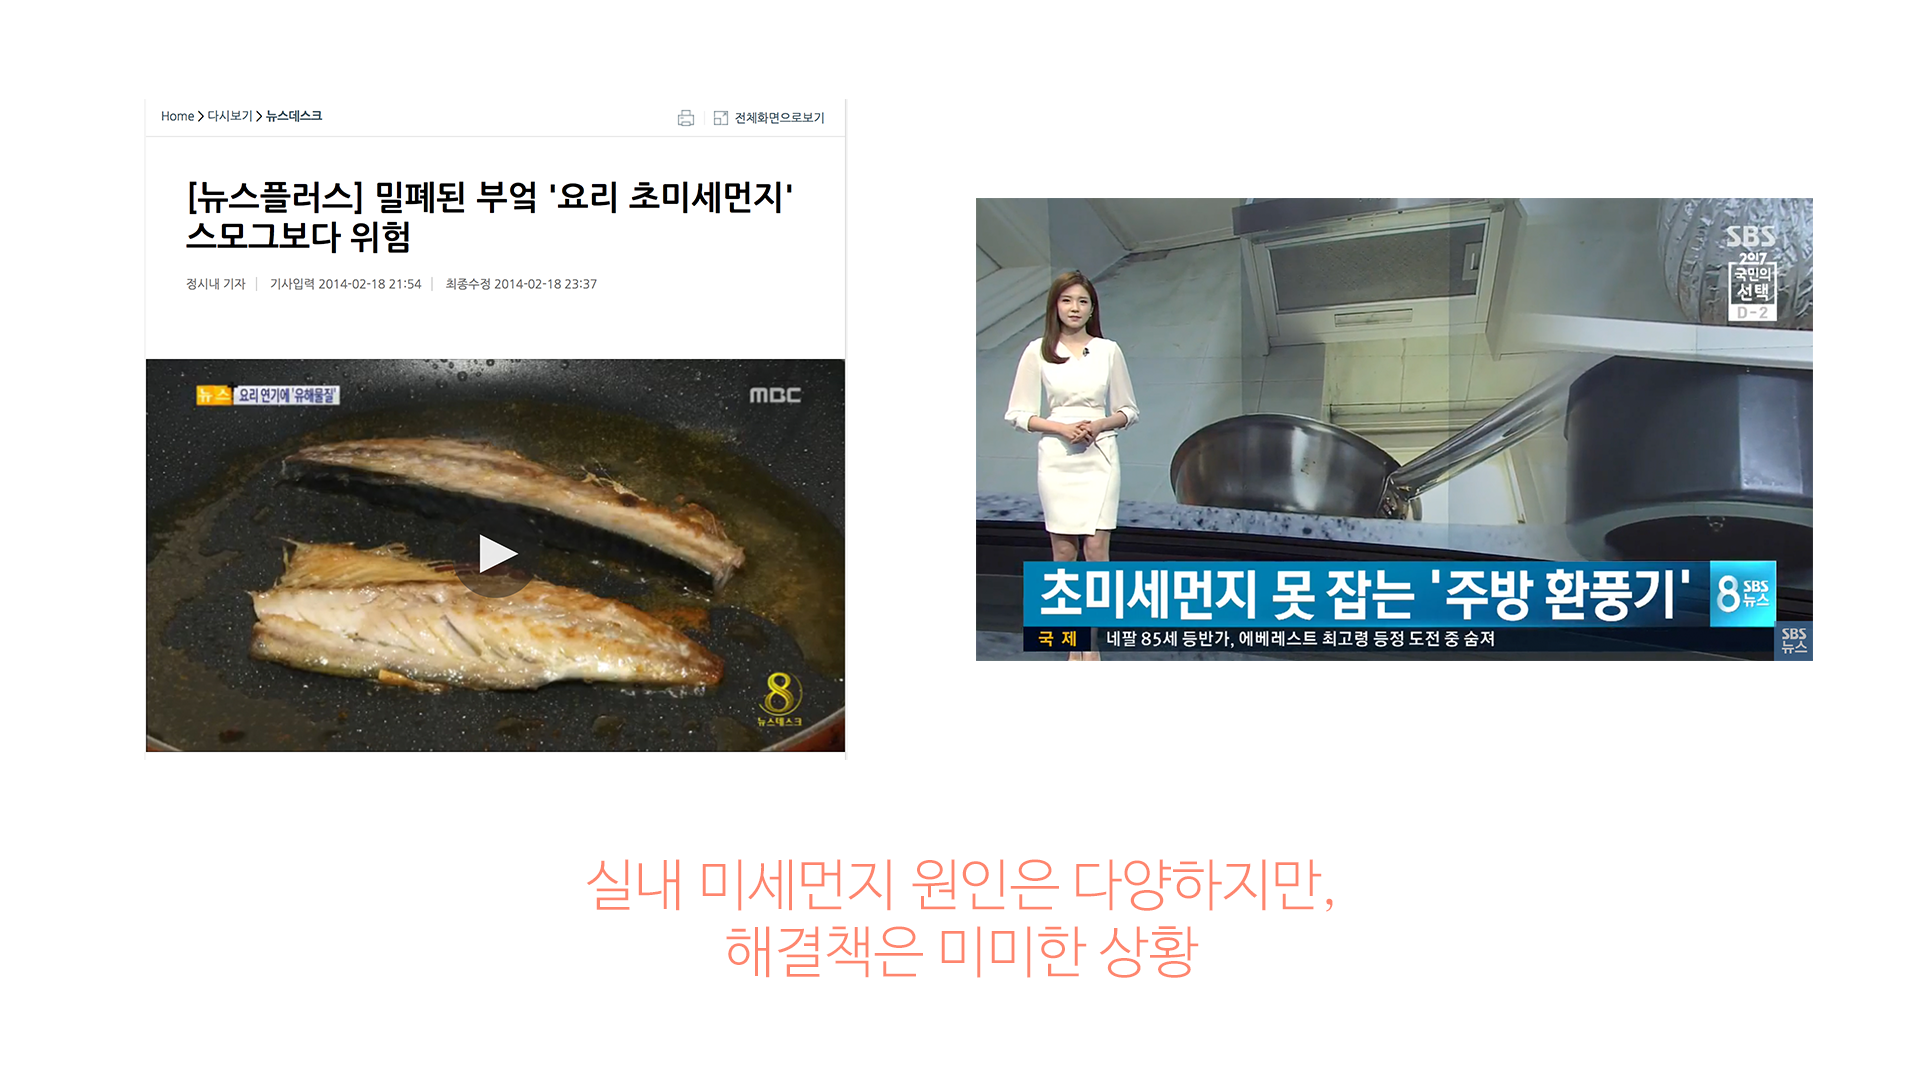 Home > 다시보기 > 뉴스데스크
전체화면으로보기
[뉴스플러스] 밀폐된 부엌 '요리 초미세먼지'
스모그보다 위험
정시내 기자 | 기사입력 2014-02-18 21:54 | 최종수정 2014-02-18 23:37
뉴스 요리 연기에 '유해물질'
MBC
8
뉴스데스크
SBS
2017
국민의
선택
D-2
초미세먼지 못 잡는 '주방 환풍기'
8 SBS 뉴스
국제 네팔 85세 등반가, 에베레스트 최고령 등정 도전 중 숨져
SBS
뉴스
실내 미세먼지 원인은 다양하지만,
해결책은 미미한 상황